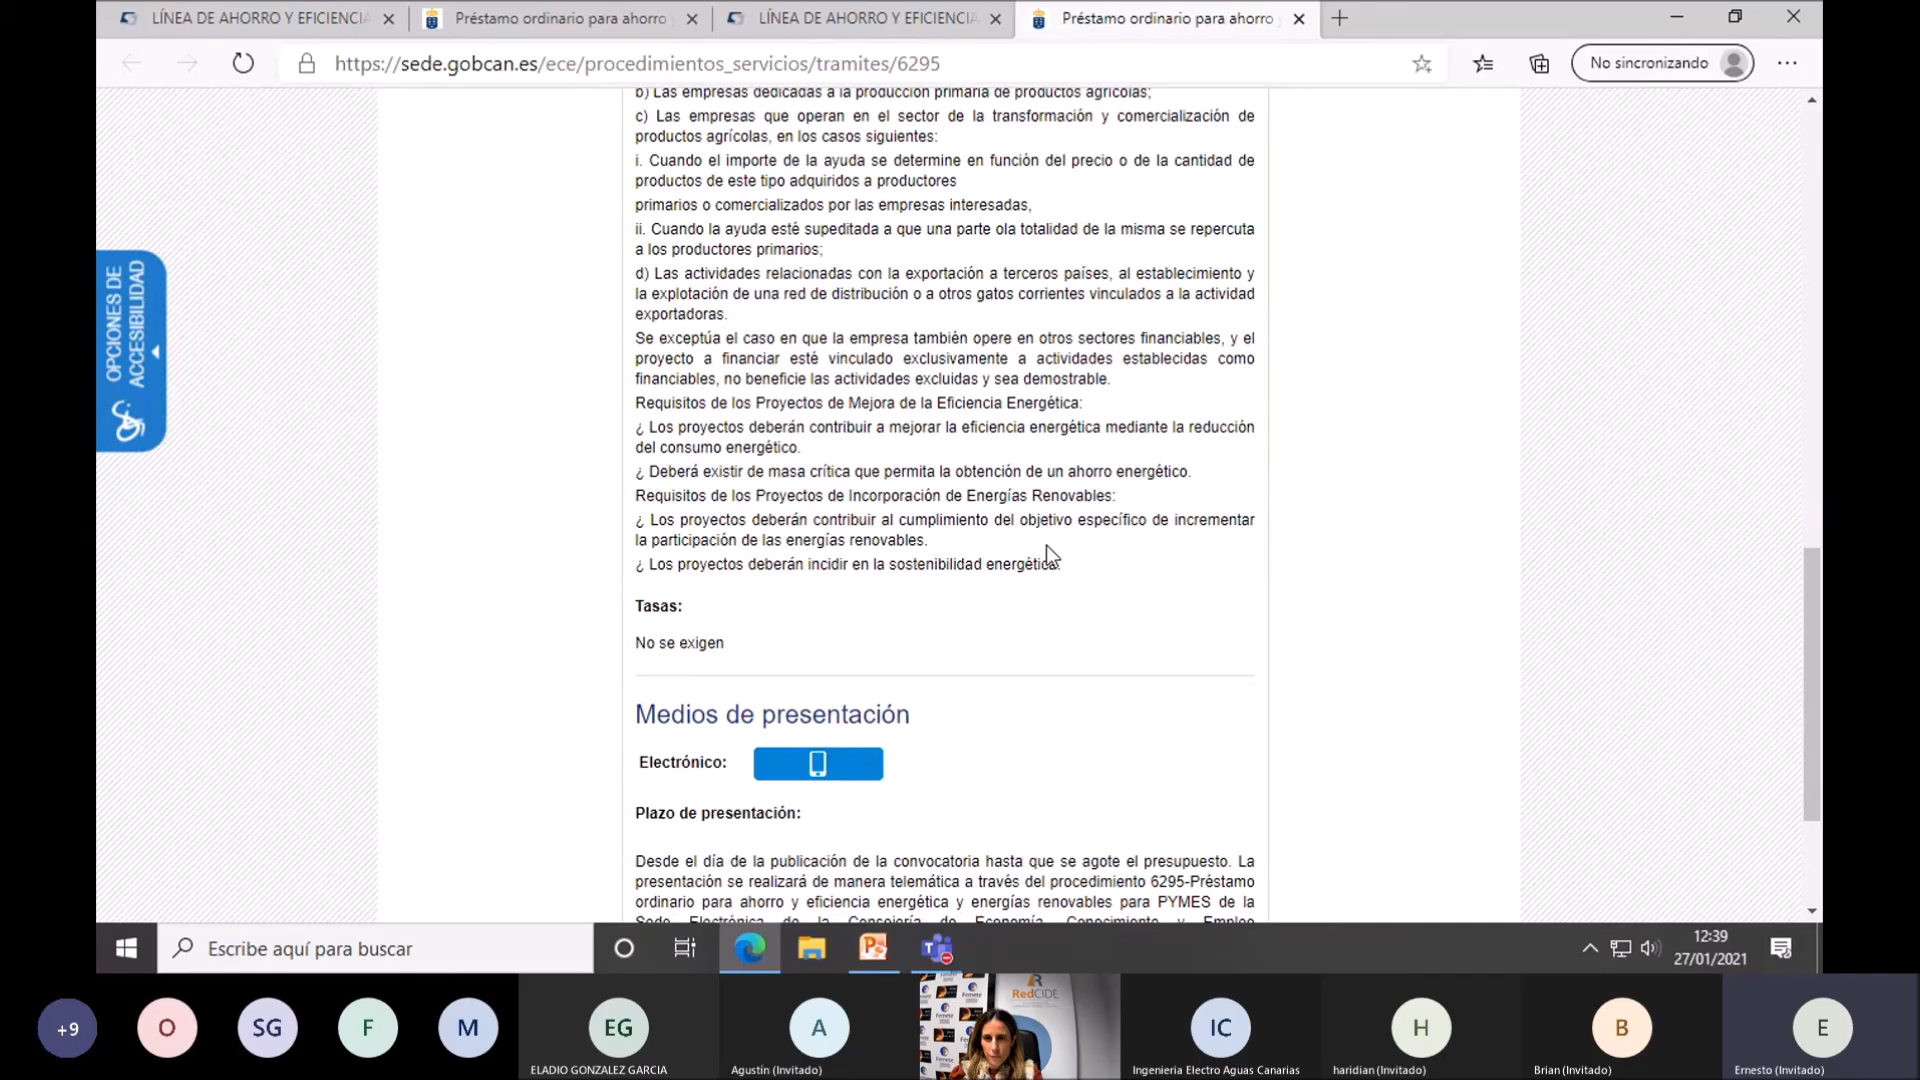 LÍNEA DE AHORRO Y EFICIENCIA
Préstamo ordinario para ahorro
LÍNEA DE AHORRO Y EFICIENCIA
Préstamo ordinario para ahorro
https://sede.gobcan.es/ece/procedimientos_servicios/tramites/6295
No sincronizando
OPCIONES DE
ACCESIBILIDAD
b) Las empresas dedicadas a la producción primaria de productos agrícolas;
c) Las empresas que operan en el sector de la transformación y comercialización de
productos agrícolas, en los casos siguientes:
i. Cuando el importe de la ayuda se determine en función del precio o de la cantidad de
productos de este tipo adquiridos a productores
primarios o comercializados por las empresas interesadas,
ii. Cuando la ayuda esté supeditada a que una parte ola totalidad de la misma se repercuta
a los productores primarios;
d) Las actividades relacionadas con la exportación a terceros países, al establecimiento y
la explotación de una red de distribución o a otros gatos corrientes vinculados a la actividad
exportadoras.
Se exceptúa el caso en que la empresa también opere en otros sectores financiables, y el
proyecto a financiar esté vinculado exclusivamente a actividades establecidas como
financiables, no beneficie las actividades excluidas y sea demostrable.
Requisitos de los Proyectos de Mejora de la Eficiencia Energética:
¿ Los proyectos deberán contribuir a mejorar la eficiencia energética mediante la reducción
del consumo energético.
¿ Deberá existir de masa crítica que permita la obtención de un ahorro energético.
Requisitos de los Proyectos de Incorporación de Energías Renovables:
¿ Los proyectos deberán contribuir al cumplimiento del objetivo específico de incrementar
la participación de las energías renovables.
¿ Los proyectos deberán incidir en la sostenibilidad energética.
Tasas:
No se exigen
Medios de presentación
Electrónico:
Plazo de presentación:
Desde el día de la publicación de la convocatoria hasta que se agote el presupuesto. La
presentación se realizará de manera telemática a través del procedimiento 6295-Préstamo
ordinario para ahorro y eficiencia energética y energías renovables para PYMES de la
Sede Electrónica de la Consejería de Economía, Conocimiento y Empleo
Escribe aquí para buscar
12:39
27/01/2021
+9
O
SG
F
M
EG
ELADIO GONZALEZ GARCIA
A
Agustín (Invitado)
Femete
RedCIDE
IC
Ingenieria Electro Aguas Canarias
H
haridian (Invitado)
B
Brian (Invitado)
E
Ernesto (Invitado)